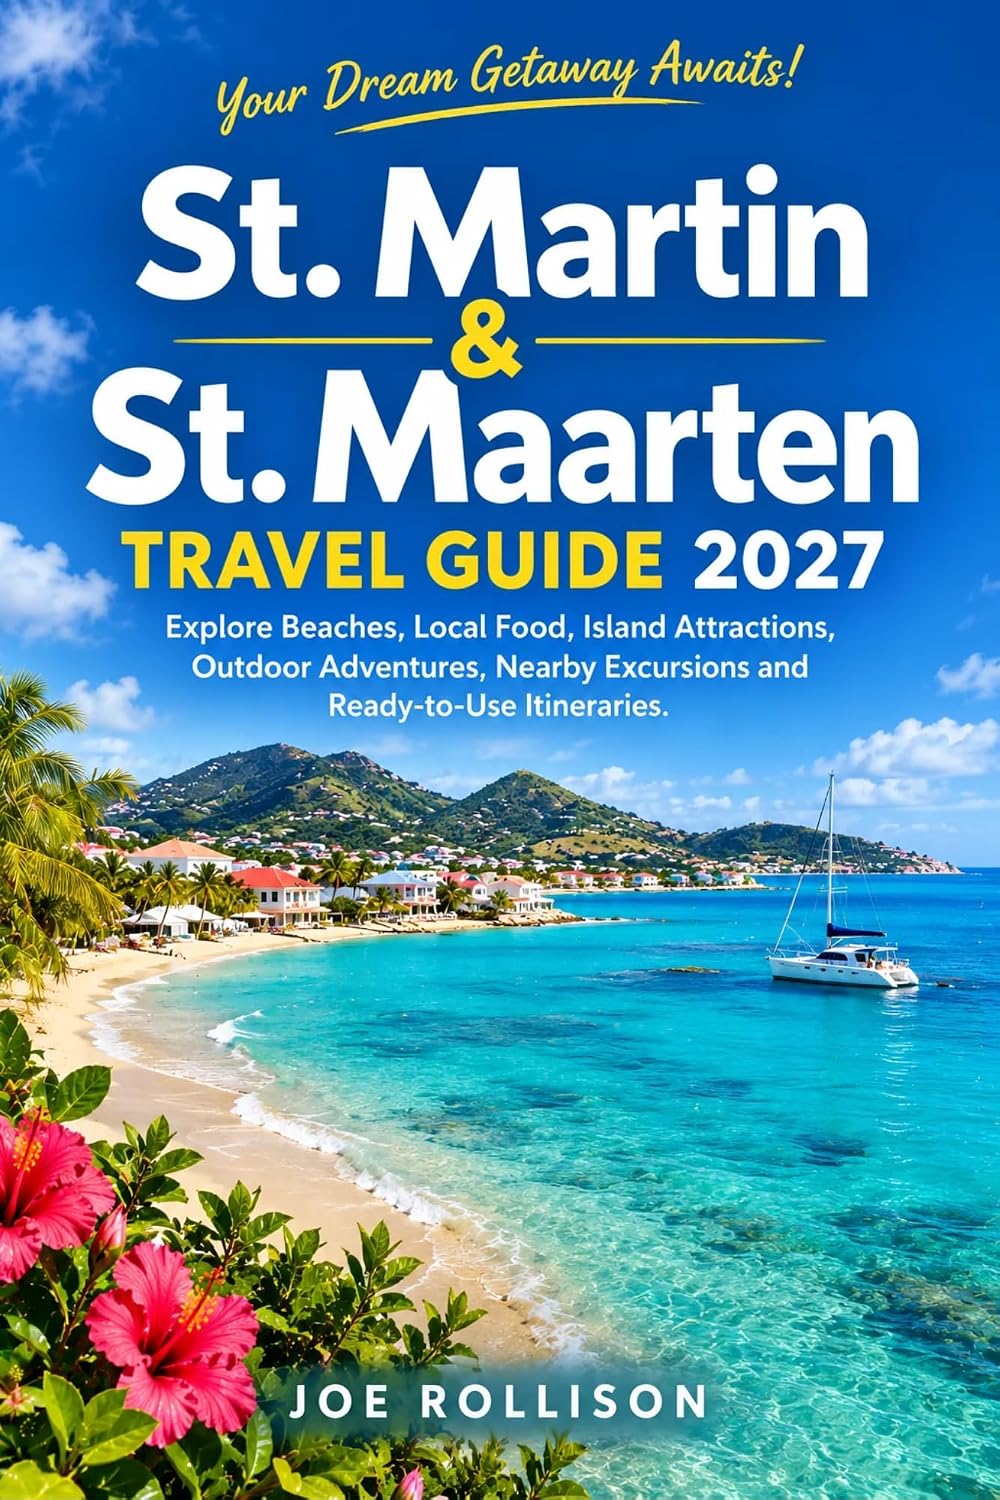 Your Dream Getaway Awaits!
St. Martin
&
St. Maarten
TRAVEL GUIDE 2027
Explore Beaches, Local Food, Island Attractions,
Outdoor Adventures, Nearby Excursions and
Ready-to-Use Itineraries.
JOE ROLLISON